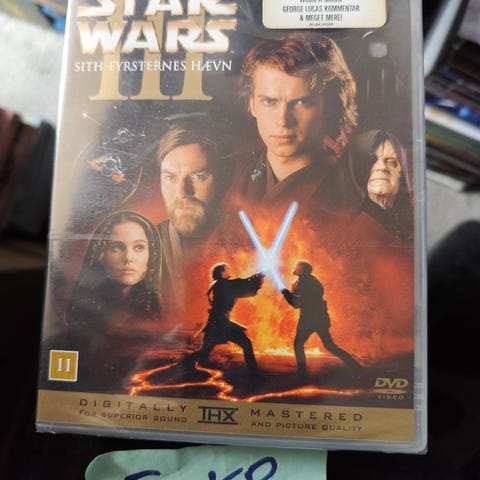 STAR
WARS
III
SITH-FYRSTERNES HÆVN
GEORGE LUCAS KOMMENTAR
& MEGET MERE!
11
DVD
VIDEO
DIGITALLY THX MASTERED
FOR SUPERIOR SOUND AND PICTURE QUALITY